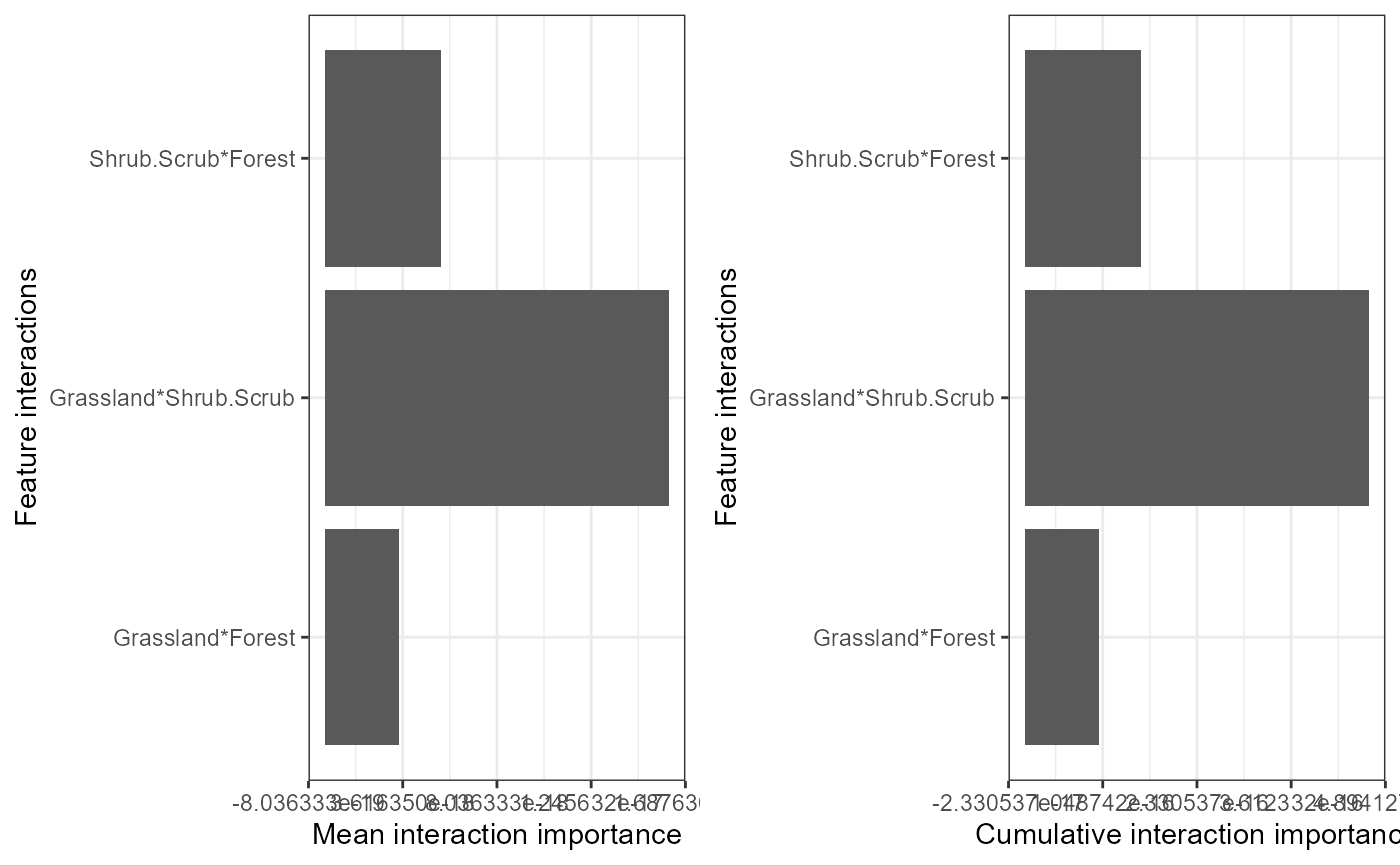 Shrub.Scrub*Forest
Grassland*Shrub.Scrub
Grassland*Forest
Feature interactions
Mean interaction importance
Shrub.Scrub*Forest
Grassland*Shrub.Scrub
Grassland*Forest
Feature interactions
Cumulative interaction importanc